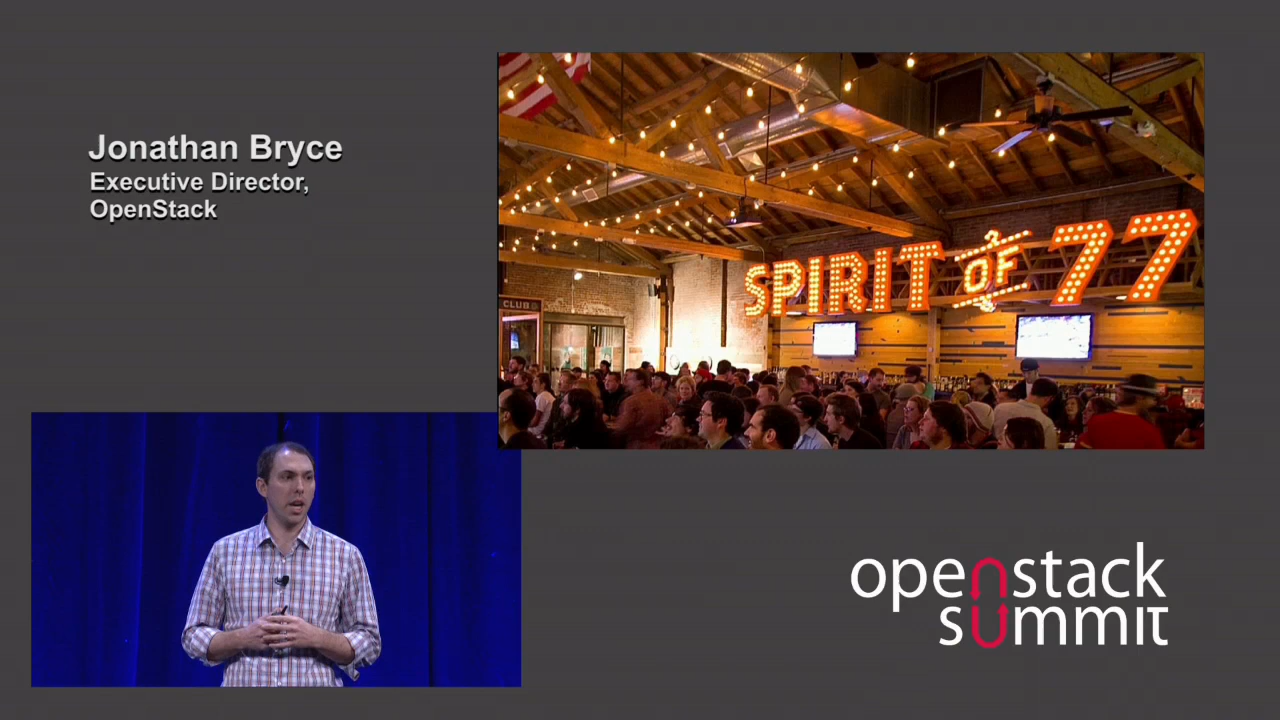 Jonathan Bryce
Executive Director,
OpenStack
CLUB
SPIRIT OF 77
openstack
summit